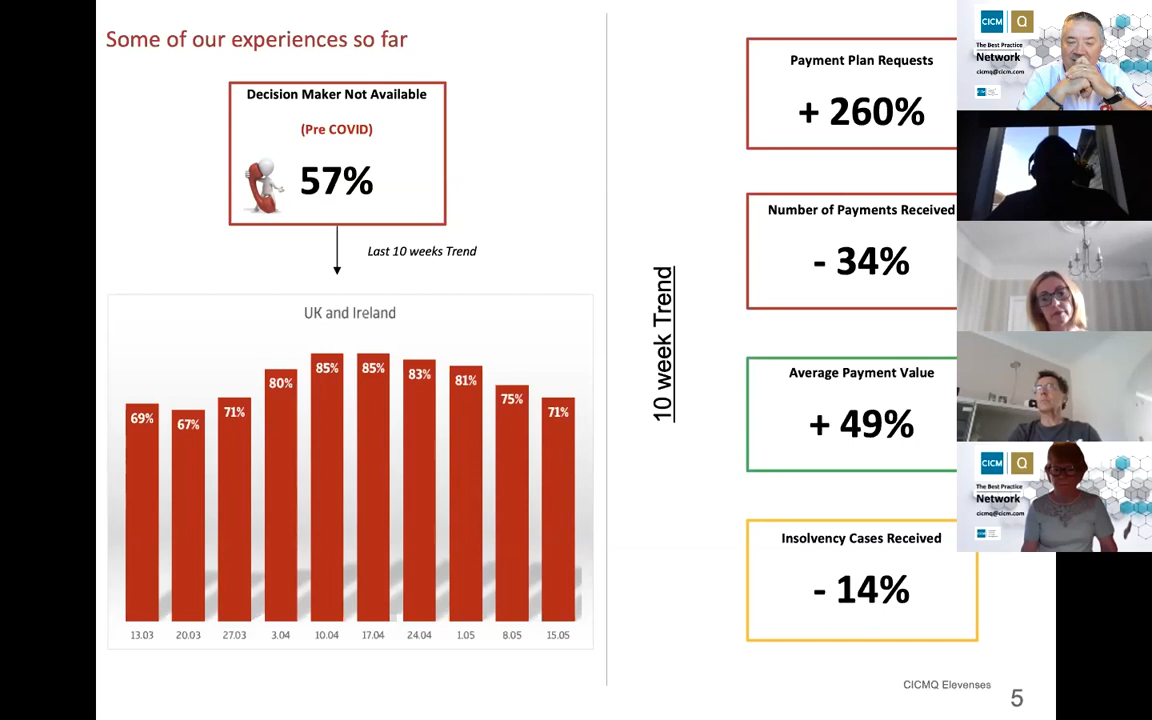 Some of our experiences so far
Decision Maker Not Available
(Pre COVID)
57%
Last 10 weeks Trend
UK and Ireland
69%
67%
71%
80%
85%
85%
83%
81%
75%
71%
13.03
20.03
27.03
3.04
10.04
17.04
24.04
1.05
8.05
15.05
10 week Trend
Payment Plan Requests
+ 260%
Number of Payments Received
- 34%
Average Payment Value
+ 49%
Insolvency Cases Received
- 14%
CICMQ Elevenses
5
CICM Q
The Best Practice
Network
cicmq@cicm.com
CICM Q
The Best Practice
Network
cicmq@cicm.com